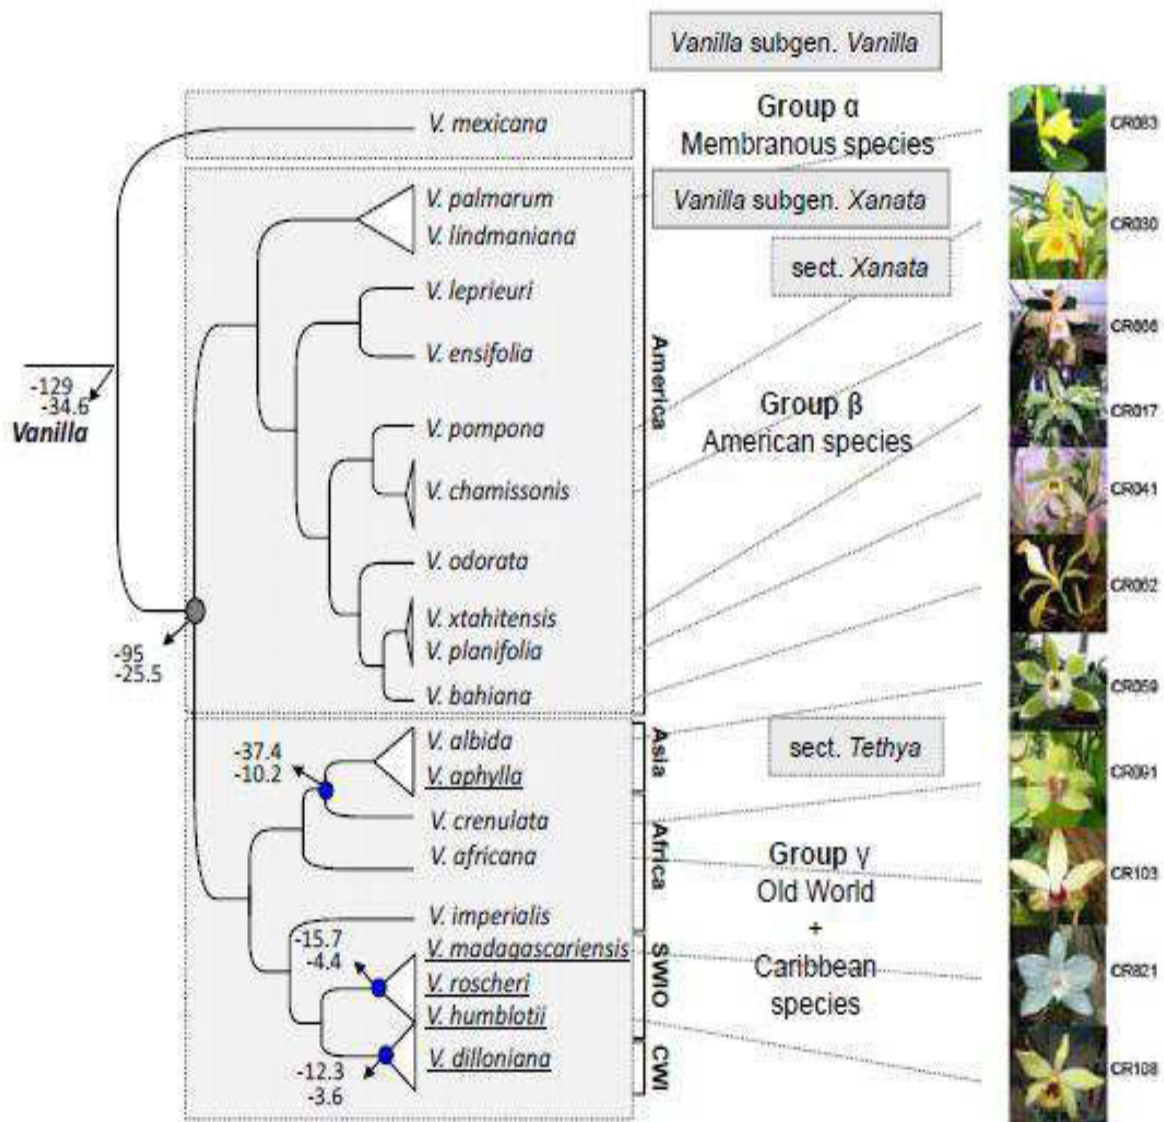 Vanilla subgen. Vanilla
Group α
Membranous species
V. mexicana
CR083
V. palmarum
V. lindmaniana
Vanilla subgen. Xanata
sect. Xanata
CR030
V. leprieuri
V. ensifolia
CR666
America
-129
-34.6
Vanilla
Group β
American species
CR017
V. pompona
V. chamissonis
CR041
V. odorata
CR062
V. xtahitensis
V. planifolia
V. bahiana
-95
-25.5
CR059
V. albida
V. aphylla
Asia
sect. Tethya
-37.4
-10.2
CR091
V. crenulata
V. africana
Africa
Group γ
Old World
+
Caribbean
species
CR103
V. imperialis
V. madagascariensis
V. roscheri
V. humblotii
SWIO
-15.7
-4.4
CR821
V. dilloniana
CWI
-12.3
-3.6
CR108